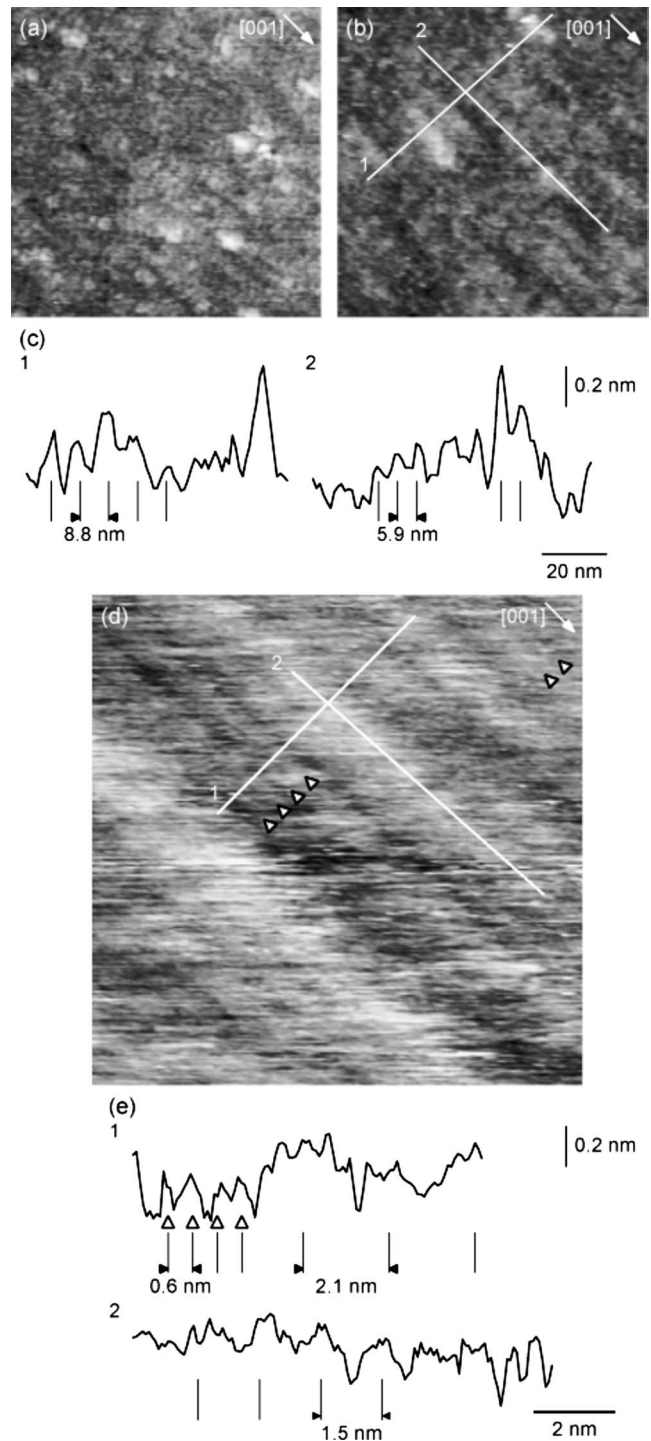 (a) [001]
(b) 2 [001]
1
(c)
1 2 0.2 nm
8.8 nm 5.9 nm
20 nm
(d) [001]
2
1
(e)
1 0.2 nm
0.6 nm 2.1 nm
2
1.5 nm 2 nm